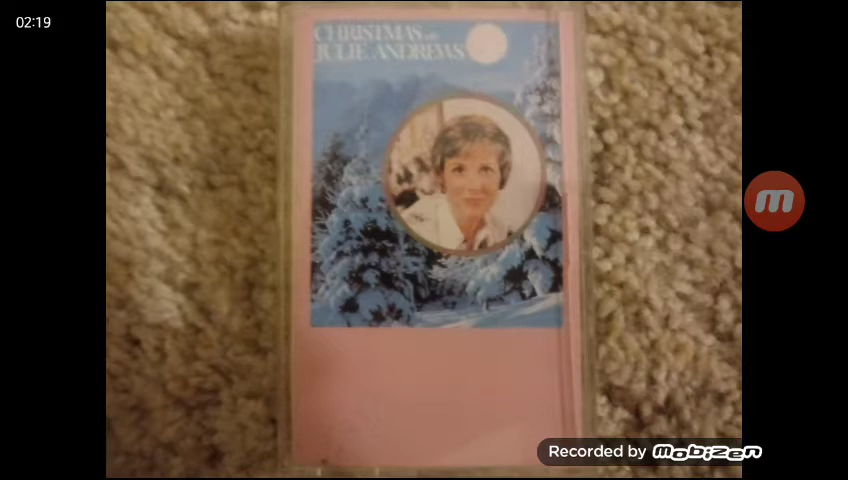 02:19
CHRISTMAS with
JULIE ANDREWS
Recorded by Mobizen